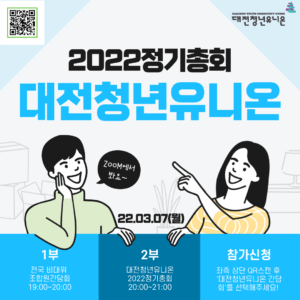 대전청년유니온
2022정기총회
대전청년유니온
ZOOM에서
봐요~
22.03.07(월)
1부
전국 비대위
조합원간담회
19:00~20:00
2부
대전청년유니온
2022정기총회
20:00~21:00
참가신청
좌측 상단 QR스캔 후
'대전청년유니온 간담
회'를 선택해주세요!